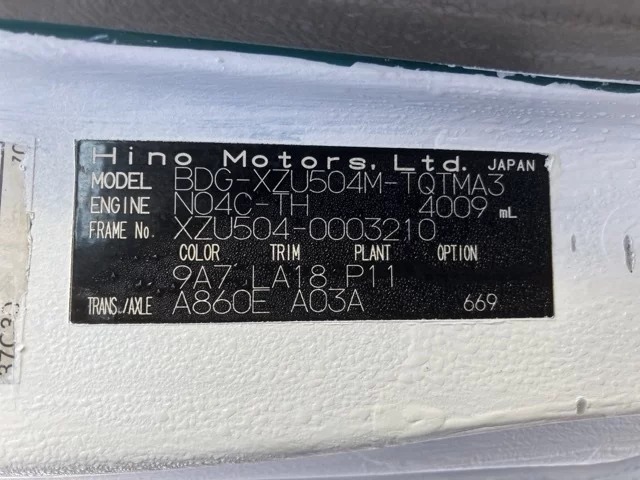 Hino Motors, Ltd. JAPAN
MODEL BDG-XZU504M-TQTMA3
ENGINE N04C-TH 4009 mL
FRAME No. XZU504-0003210
COLOR TRIM PLANT OPTION
9A7 LA18 P11
TRANS./AXLE A860E A03A 669